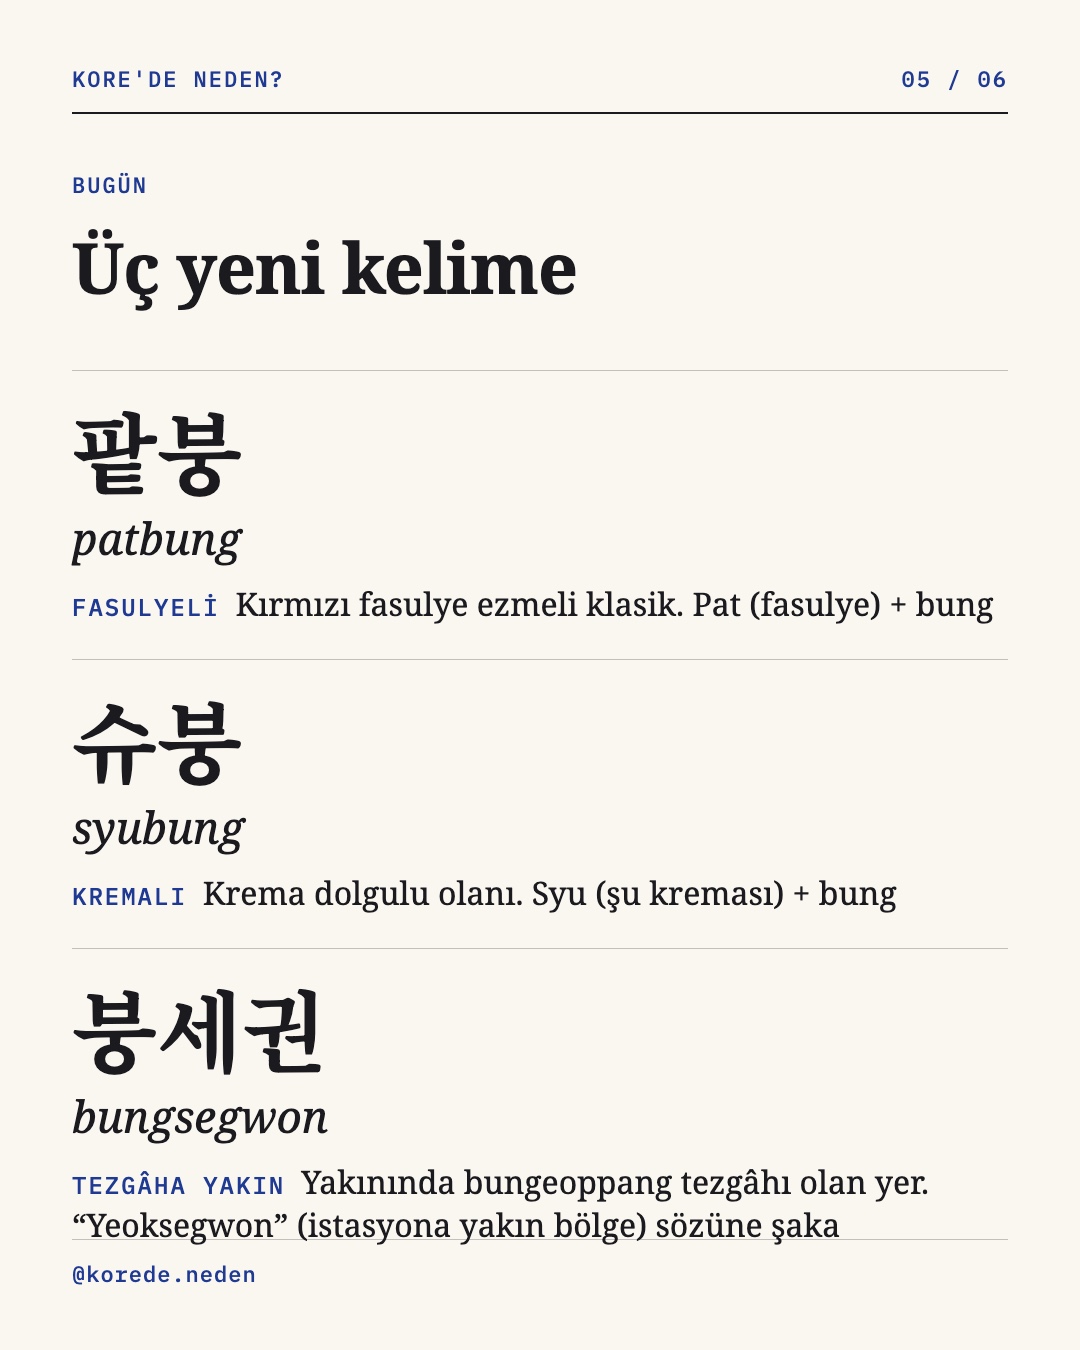 KORE'DE NEDEN?
05 / 06
BUGÜN
Üç yeni kelime
팥붕
patbung
FASULYELİ Kırmızı fasulye ezmeli klasik. Pat (fasulye) + bung
슈붕
syubung
KREMALI Krema dolgulu olanı. Syu (şu kreması) + bung
붕세권
bungsegwon
TEZGÂHA YAKIN Yakınında bungeoppang tezgâhı olan yer.
“Yeoksegwon” (istasyona yakın bölge) sözüne şaka
@korede.neden